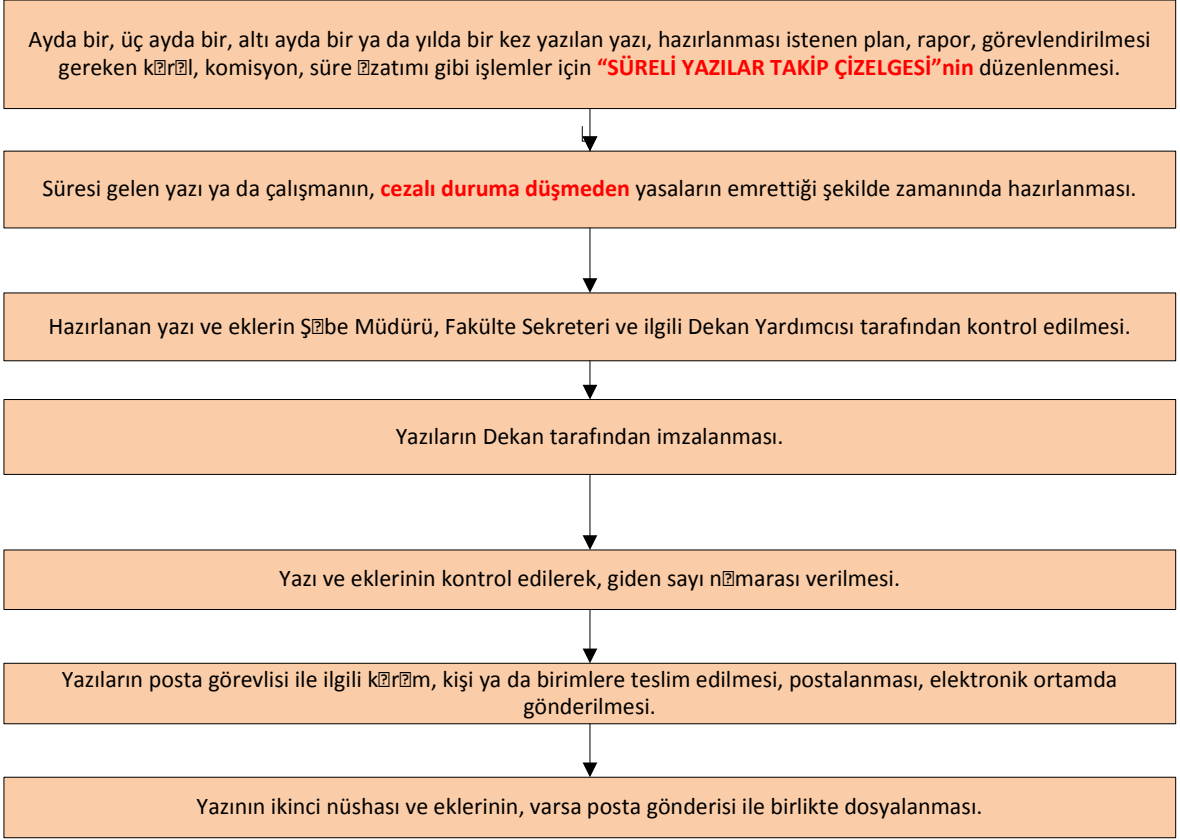 Ayda bir, üç ayda bir, altı ayda bir ya da yılda bir kez yazılan yazı, hazırlanması istenen plan, rapor, görevlendirilmesi
gereken k⍰r⍰l, komisyon, süre ⍰zatımı gibi işlemler için “SÜRELİ YAZILAR TAKİP ÇİZELGESİ”nin düzenlenmesi.
Süresi gelen yazı ya da çalışmanın, cezalı duruma düşmeden yasaların emrettiği şekilde zamanında hazırlanması.
Hazırlanan yazı ve eklerin Ş⍰be Müdürü, Fakülte Sekreteri ve ilgili Dekan Yardımcısı tarafından kontrol edilmesi.
Yazıların Dekan tarafından imzalanması.
Yazı ve eklerinin kontrol edilerek, giden sayı n⍰marası verilmesi.
Yazıların posta görevlisi ile ilgili k⍰r⍰m, kişi ya da birimlere teslim edilmesi, postalanması, elektronik ortamda
gönderilmesi.
Yazının ikinci nüshası ve eklerinin, varsa posta gönderisi ile birlikte dosyalanması.